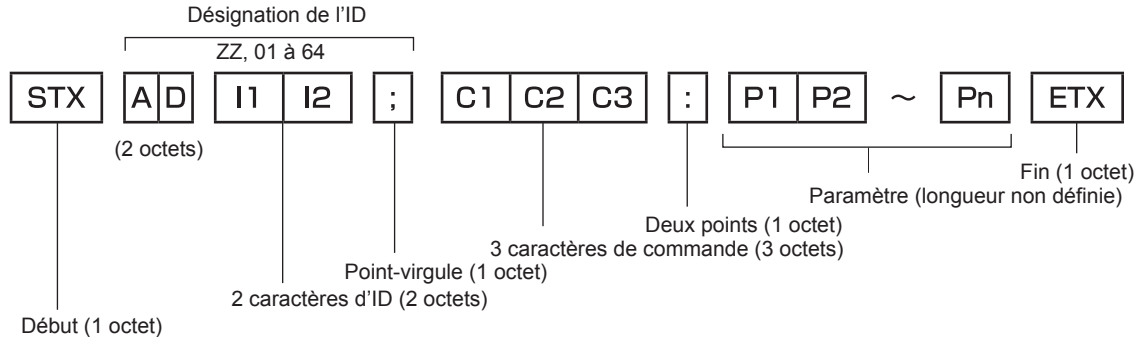 Désignation de l'ID
ZZ, 01 à 64
STX A D I1 I2 ; C1 C2 C3 : P1 P2 ～ Pn ETX
(2 octets)
Fin (1 octet)
Paramètre (longueur non définie)
Deux points (1 octet)
3 caractères de commande (3 octets)
Point-virgule (1 octet)
2 caractères d'ID (2 octets)
Début (1 octet)